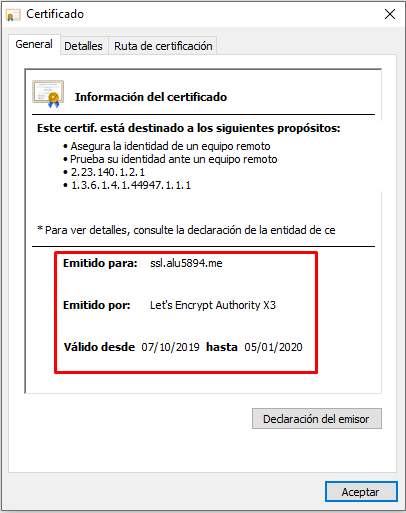 Certificado
General Detalles Ruta de certificación
Información del certificado
Este certif. está destinado a los siguientes propósitos:
• Asegura la identidad de un equipo remoto
• Prueba su identidad ante un equipo remoto
• 2.23.140.1.2.1
• 1.3.6.1.4.1.44947.1.1.1
* Para ver detalles, consulte la declaración de la entidad de ce
Emitido para: ssl.alu5894.me
Emitido por: Let's Encrypt Authority X3
Válido desde 07/10/2019 hasta 05/01/2020
Declaración del emisor
Aceptar